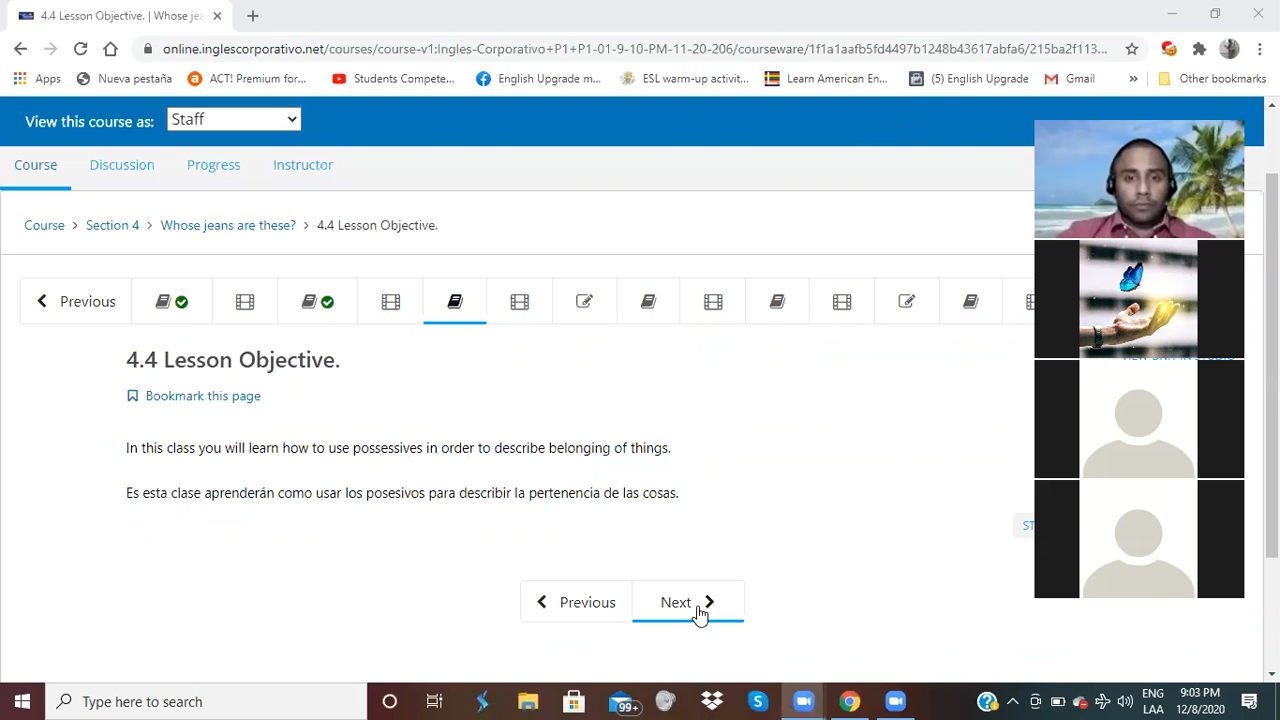 4.4 Lesson Objective. | Whose je
online.inglescorporativo.net/courses/course-v1:Ingles-Corporativo+P1+P1-01-9-10-PM-11-20-206/courseware/1f1a1aafb5fd4497b1248b43617abfa6/215ba2f113...
Apps Nueva pestaña ACT! Premium for... Students Compete... English Upgrade m... ESL warm-up activit... Learn American En... (5) English Upgrade Gmail » Other bookmarks
View this course as: Staff
Course Discussion Progress Instructor
Course > Section 4 > Whose jeans are these? > 4.4 Lesson Objective.
Previous
4.4 Lesson Objective.
Bookmark this page
In this class you will learn how to use possessives in order to describe belonging of things.
Es esta clase aprenderán como usar los posesivos para describir la pertenencia de las cosas.
Previous Next
Type here to search
99+
ENG
LAA
9:03 PM
12/8/2020